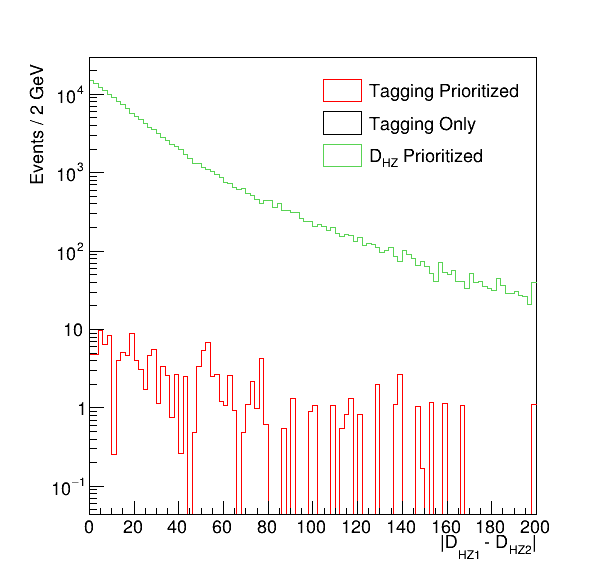 Events / 2 GeV
10^4
10^3
10^2
10
1
10^−1
Tagging Prioritized
Tagging Only
D_HZ Prioritized
0 20 40 60 80 100 120 140 160 180 200
|D_HZ1 - D_HZ2|